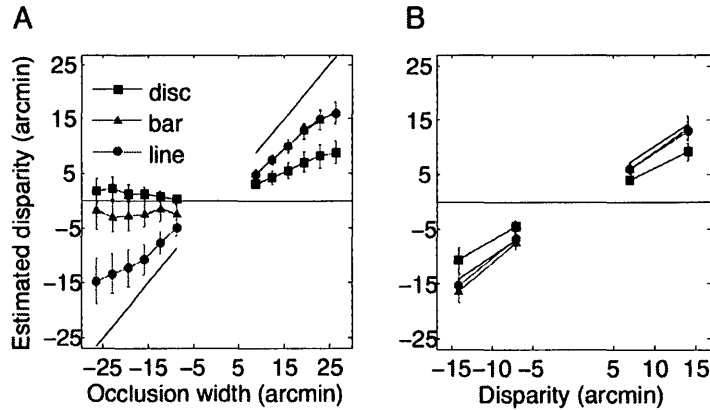 A
B
Estimated disparity (arcmin)
25
15
5
−5
−15
−25
disc
bar
line
−25 −15 −5 5 15 25
Occlusion width (arcmin)
25
15
5
−5
−15
−25
−15 −10 −5 5 10 15
Disparity (arcmin)